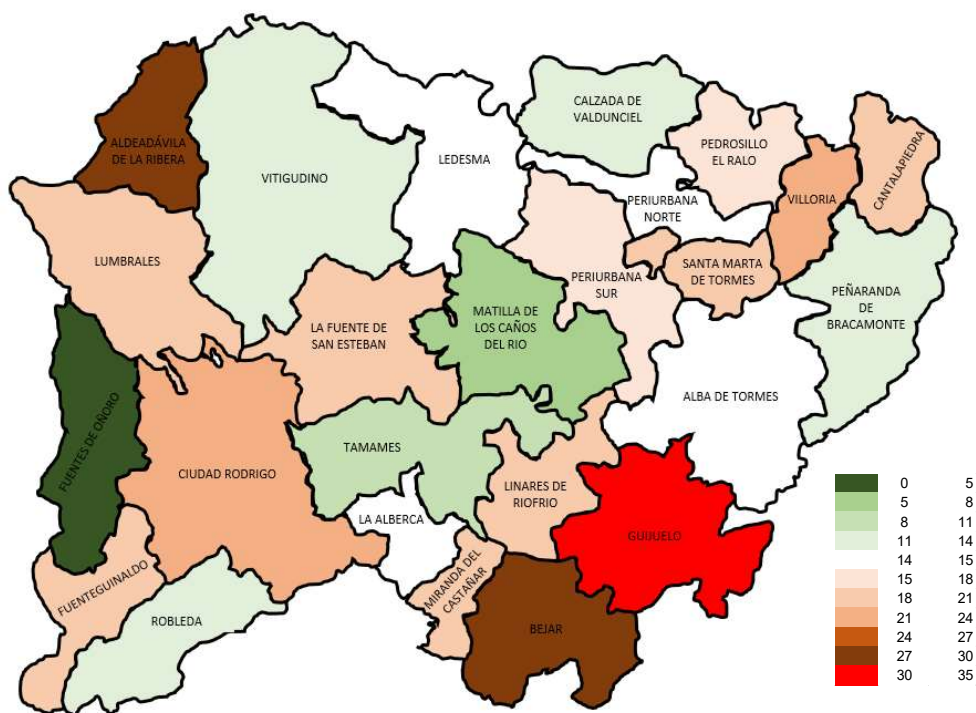 CALZADA DE
VALDUNCIEL
ALDEADÁVILA
DE LA RIBERA
VITIGUDINO
LEDESMA
PEDROSILLO
EL RALO
CANTALAPIEDRA
VILLORIA
PERIURBANA
NORTE
LUMBRALES
SANTA MARTA
DE TORMES
PERIURBANA
SUR
PEÑARANDA
DE
BRACAMONTE
LA FUENTE DE
SAN ESTEBAN
MATILLA DE
LOS CAÑOS
DEL RIO
ALBA DE TORMES
FUENTES DE OÑORO
CIUDAD RODRIGO
TAMAMES
LINARES DE
RIOFRIO
LA ALBERCA
GUIJUELO
FUENTEGUINALDO
MIRANDA DEL
CASTAÑAR
ROBLEDA
BEJAR
0 5
5 8
8 11
11 14
14 15
15 18
18 21
21 24
24 27
27 30
30 35